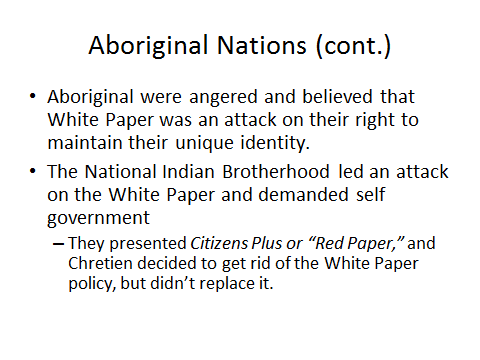 Aboriginal Nations (cont.)
• Aboriginal were angered and believed that
White Paper was an attack on their right to
maintain their unique identity.
• The National Indian Brotherhood led an attack
on the White Paper and demanded self
government
– They presented Citizens Plus or “Red Paper,” and
Chretien decided to get rid of the White Paper
policy, but didn’t replace it.